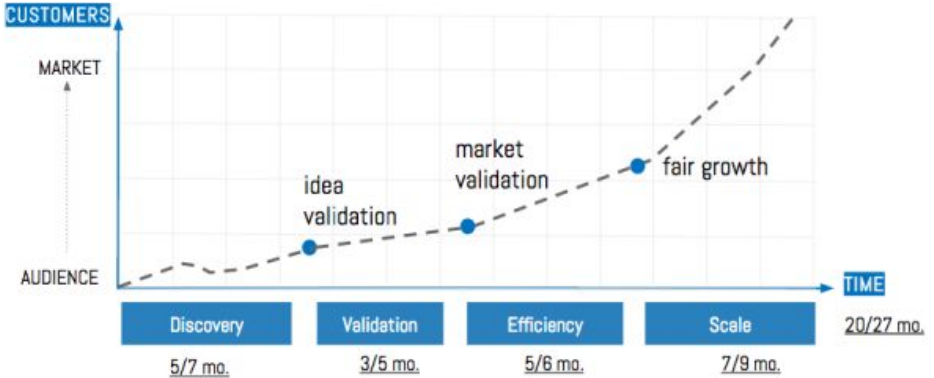 CUSTOMERS
MARKET
AUDIENCE
idea
validation
market
validation
fair growth
TIME
Discovery
Validation
Efficiency
Scale
20/27 mo.
5/7 mo.
3/5 mo.
5/6 mo.
7/9 mo.